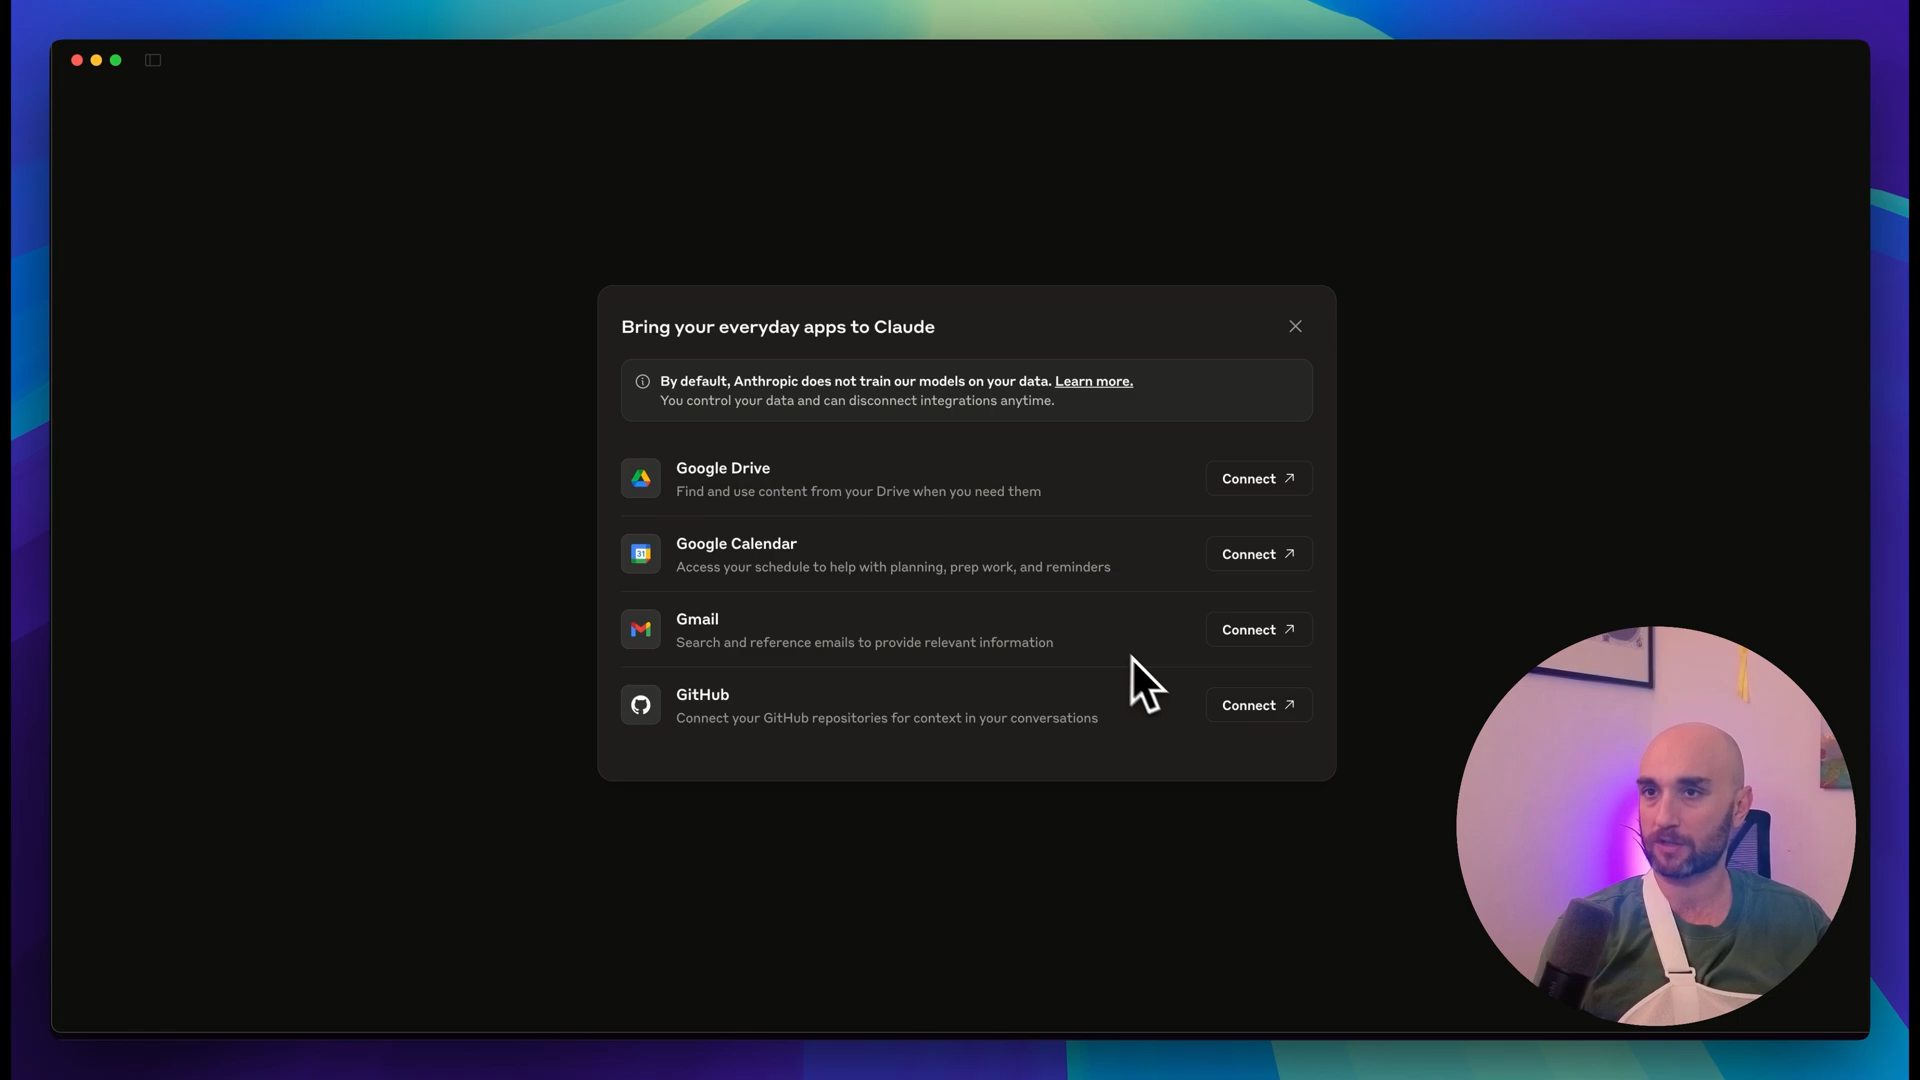 Bring your everyday apps to Claude
By default, Anthropic does not train our models on your data. Learn more.
You control your data and can disconnect integrations anytime.
Google Drive
Find and use content from your Drive when you need them
Connect
31
Google Calendar
Access your schedule to help with planning, prep work, and reminders
Connect
Gmail
Search and reference emails to provide relevant information
Connect
GitHub
Connect your GitHub repositories for context in your conversations
Connect